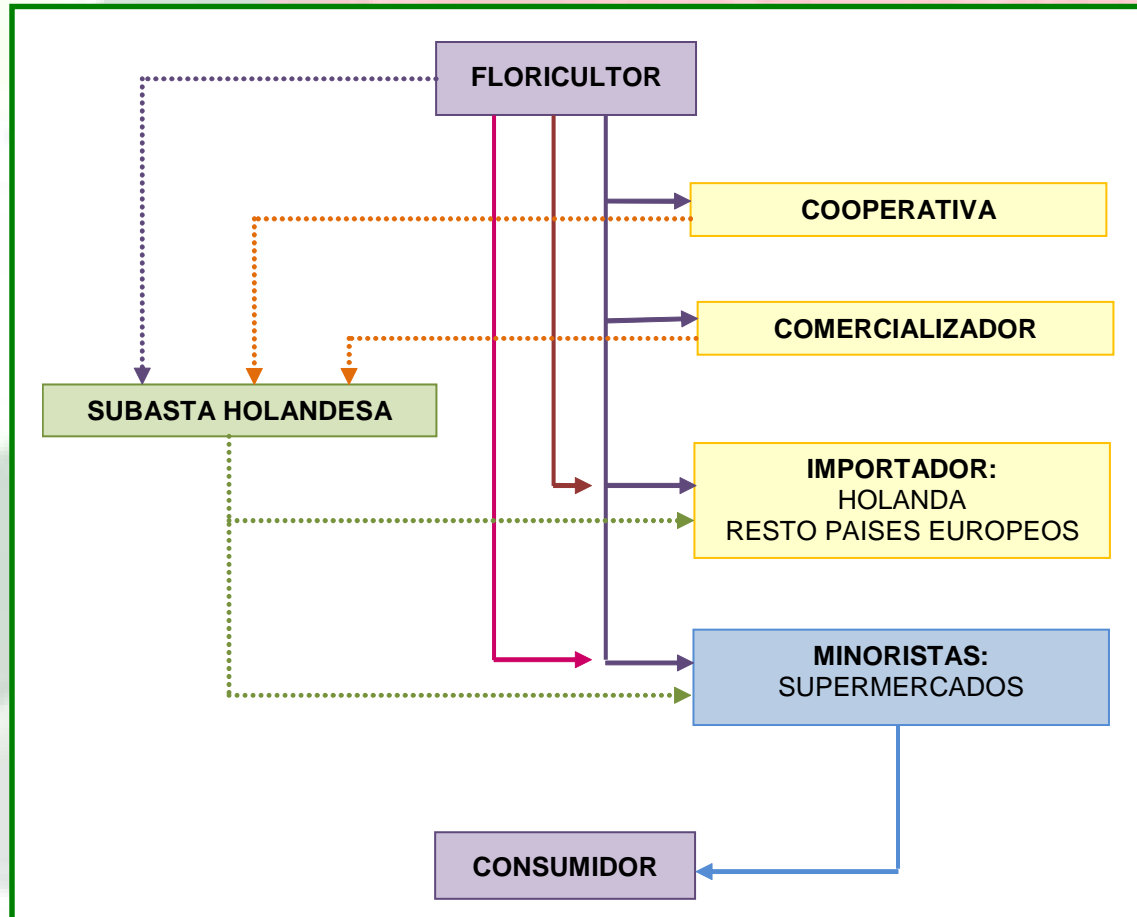 FLORICULTOR
COOPERATIVA
COMERCIALIZADOR
SUBASTA HOLANDESA
IMPORTADOR:
HOLANDA
RESTO PAISES EUROPEOS
MINORISTAS:
SUPERMERCADOS
CONSUMIDOR